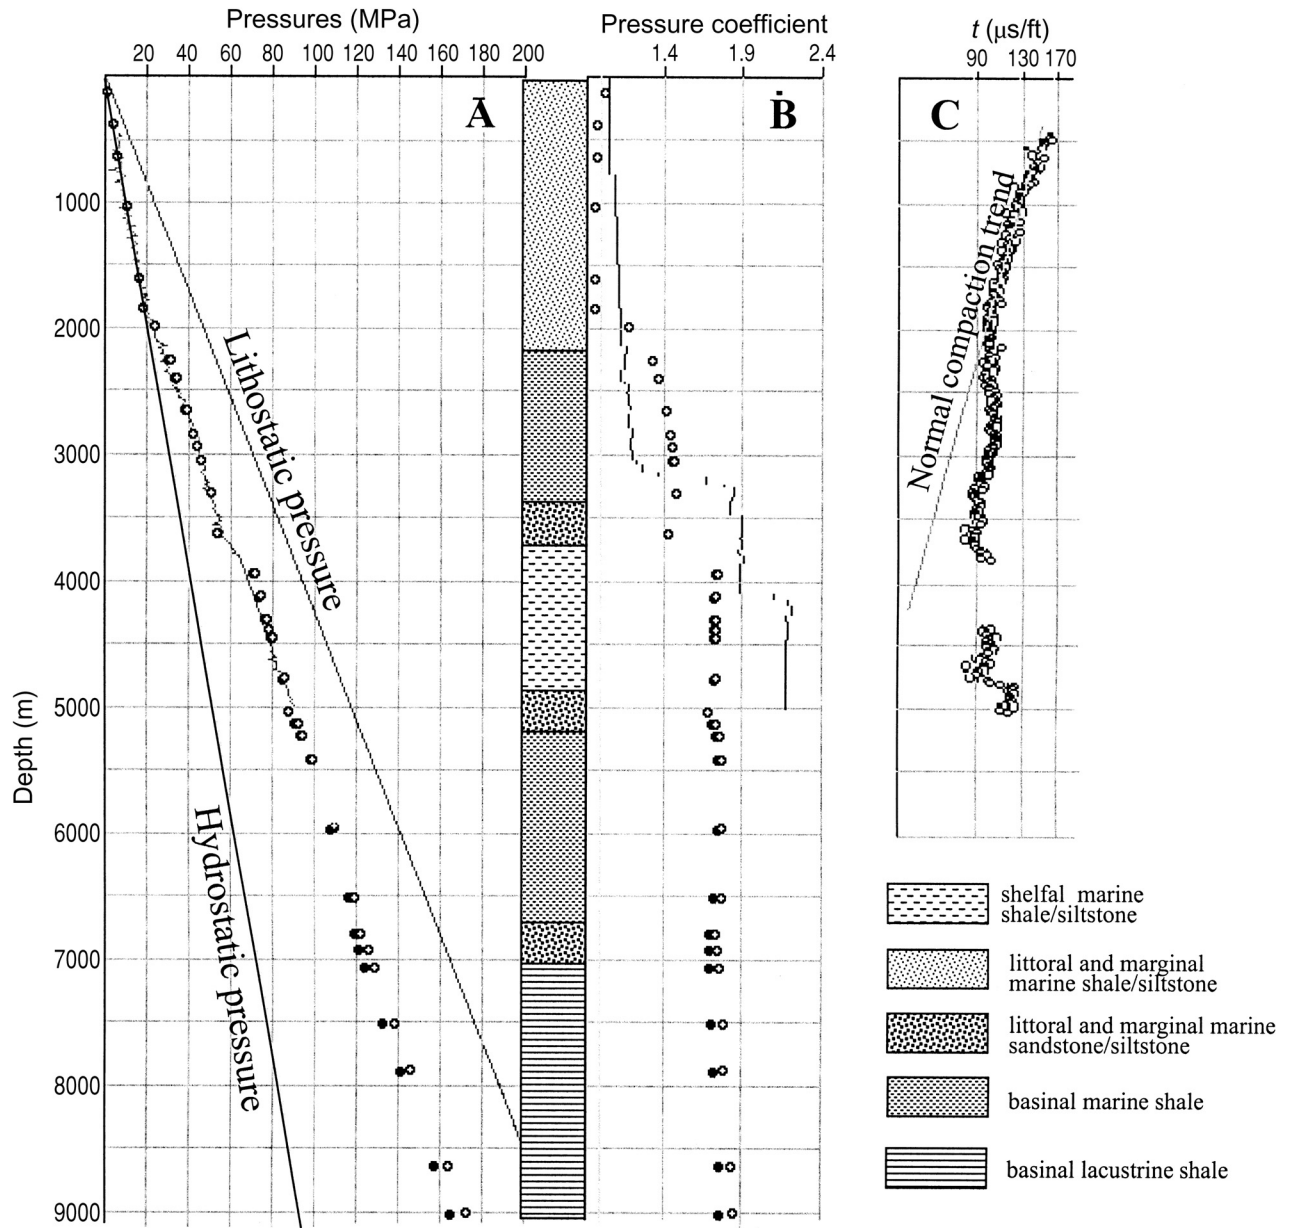 Pressures (MPa)
20 40 60 80 100 120 140 160 180 200
Pressure coefficient
1.4 1.9 2.4
t (μs/ft)
90 130 170
A
B
C
Depth (m)
1000
2000
3000
4000
5000
6000
7000
8000
9000
Lithostatic pressure
Hydrostatic pressure
Normal compaction trend
shelfal marine
shale/siltstone
littoral and marginal
marine shale/siltstone
littoral and marginal marine
sandstone/siltstone
basinal marine shale
basinal lacustrine shale